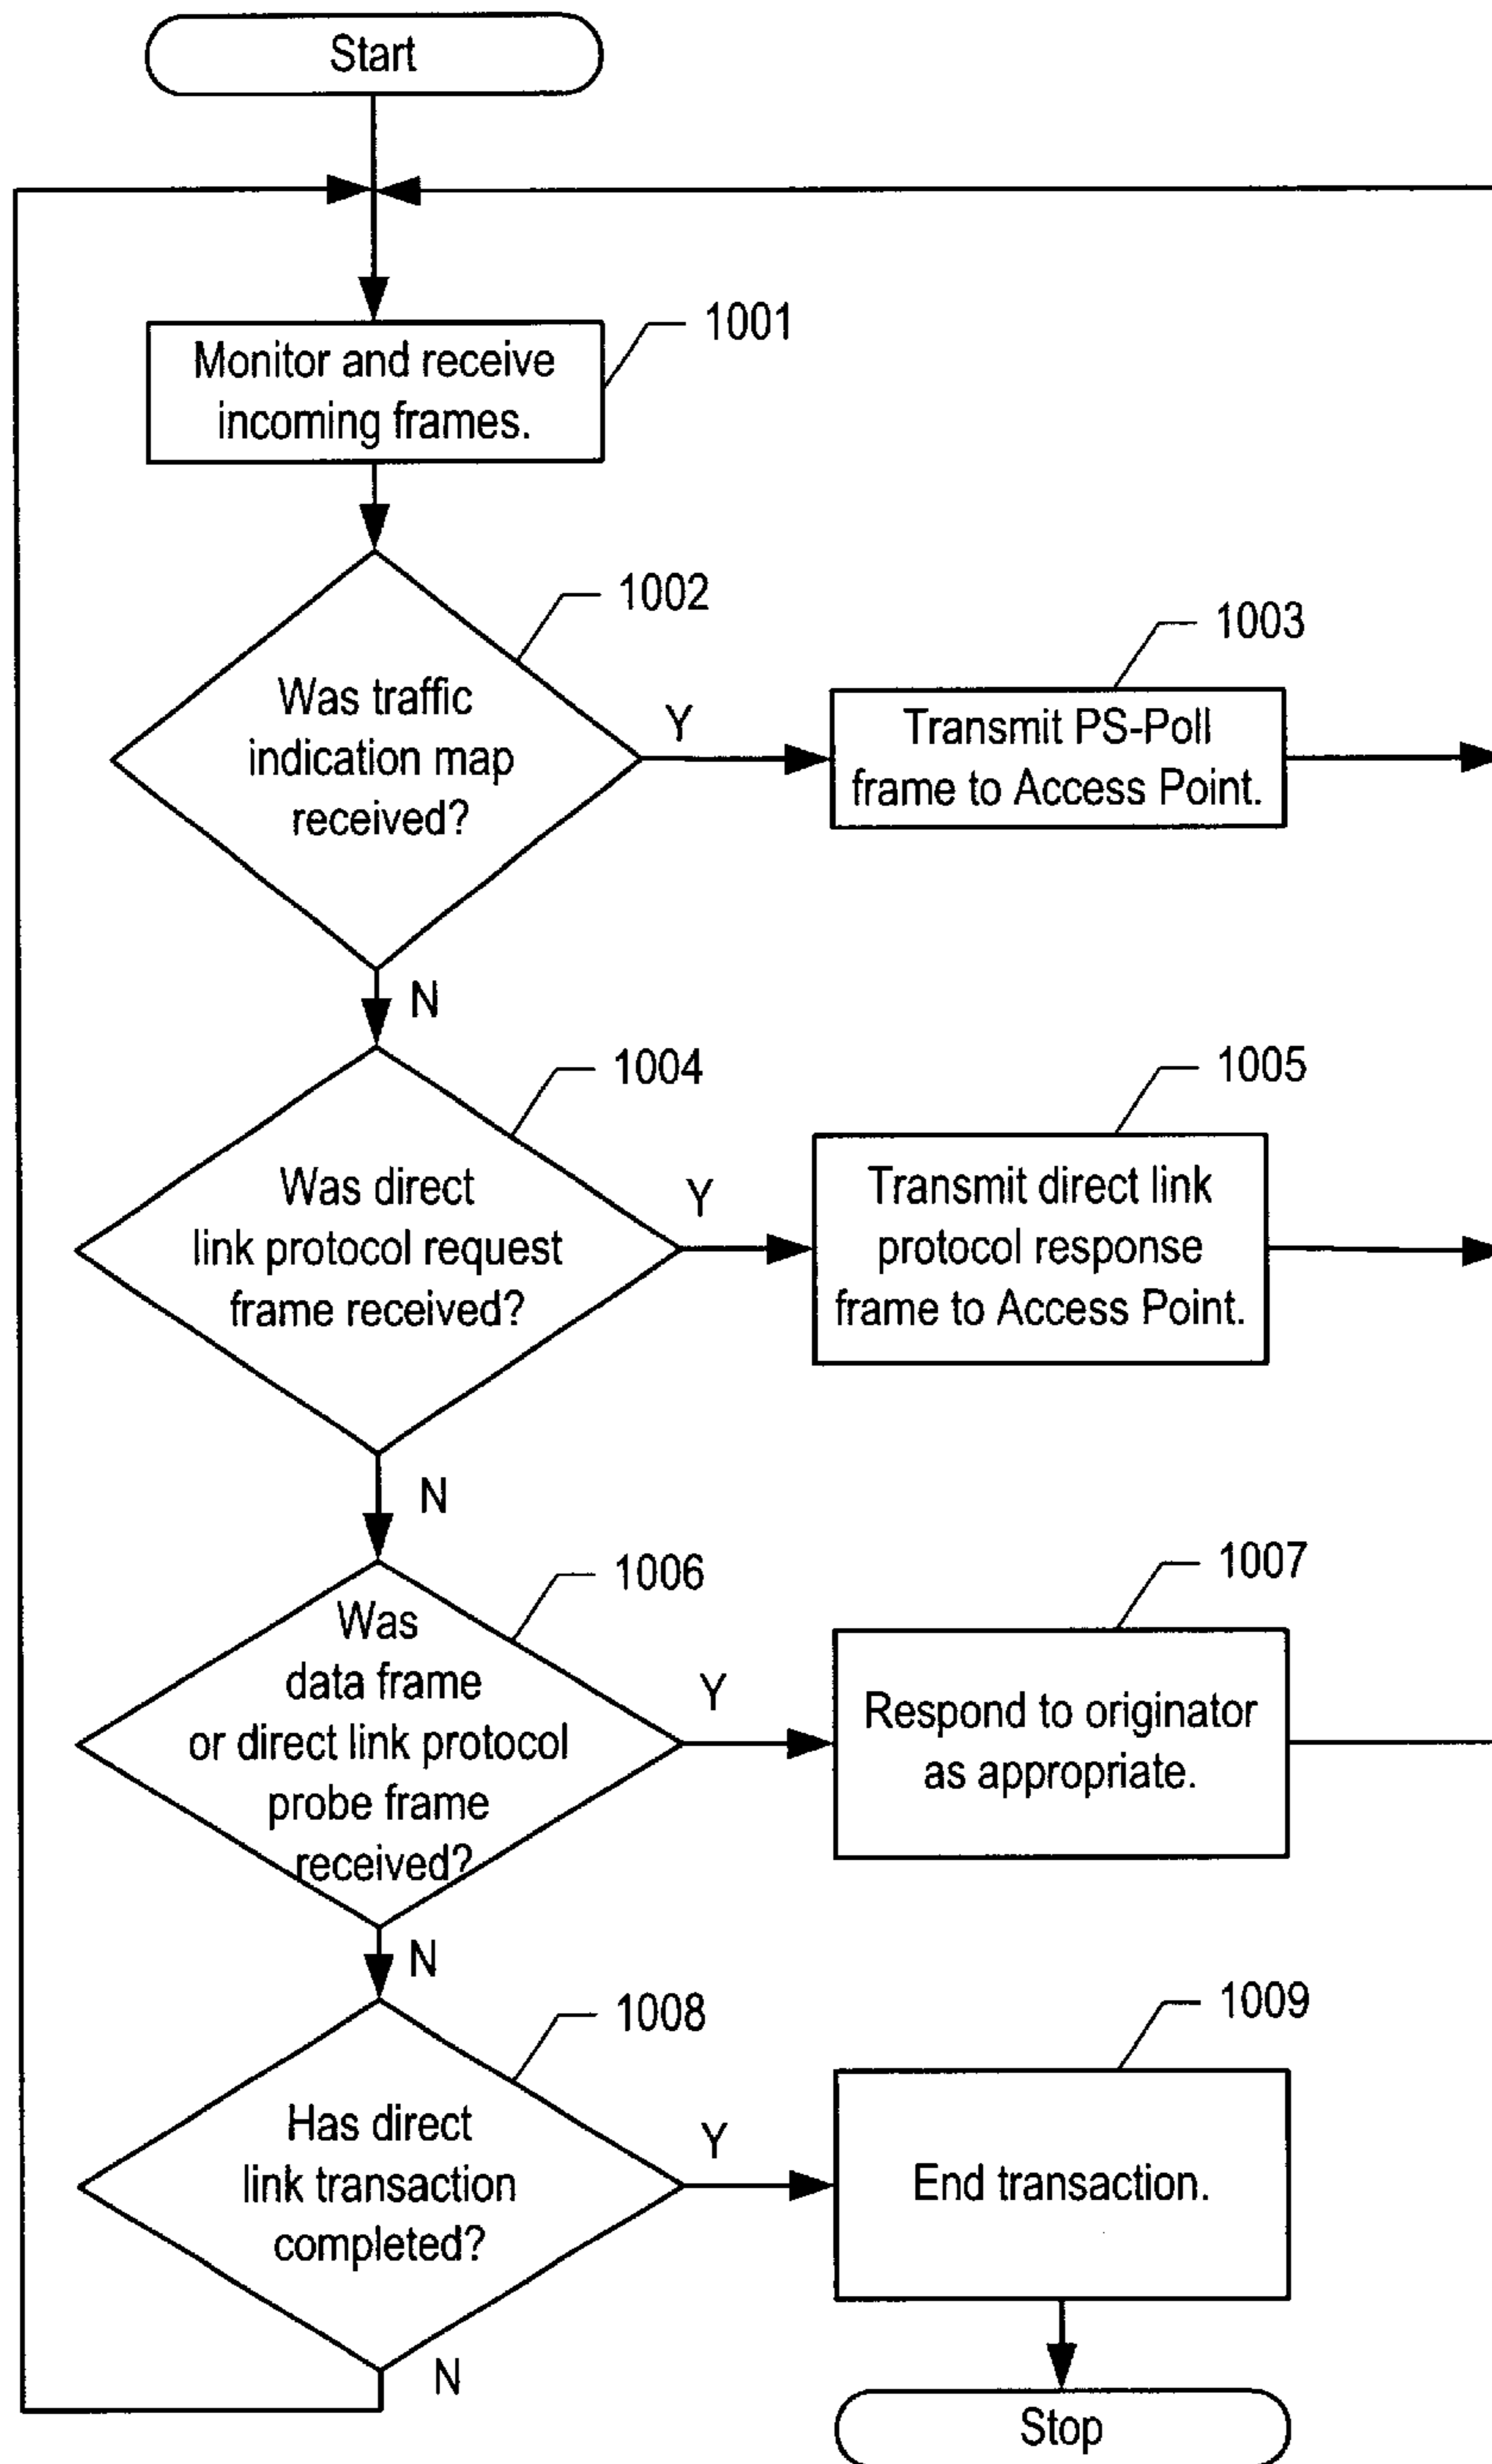 Start
1001
Monitor and receive
incoming frames.
1002
Was traffic
indication map
received?
Y
1003
Transmit PS-Poll
frame to Access Point.
N
1004
Was direct
link protocol request
frame received?
Y
1005
Transmit direct link
protocol response
frame to Access Point.
N
1006
Was
data frame
or direct link protocol
probe frame
received?
Y
1007
Respond to originator
as appropriate.
N
1008
Has direct
link transaction
completed?
Y
1009
End transaction.
N
Stop